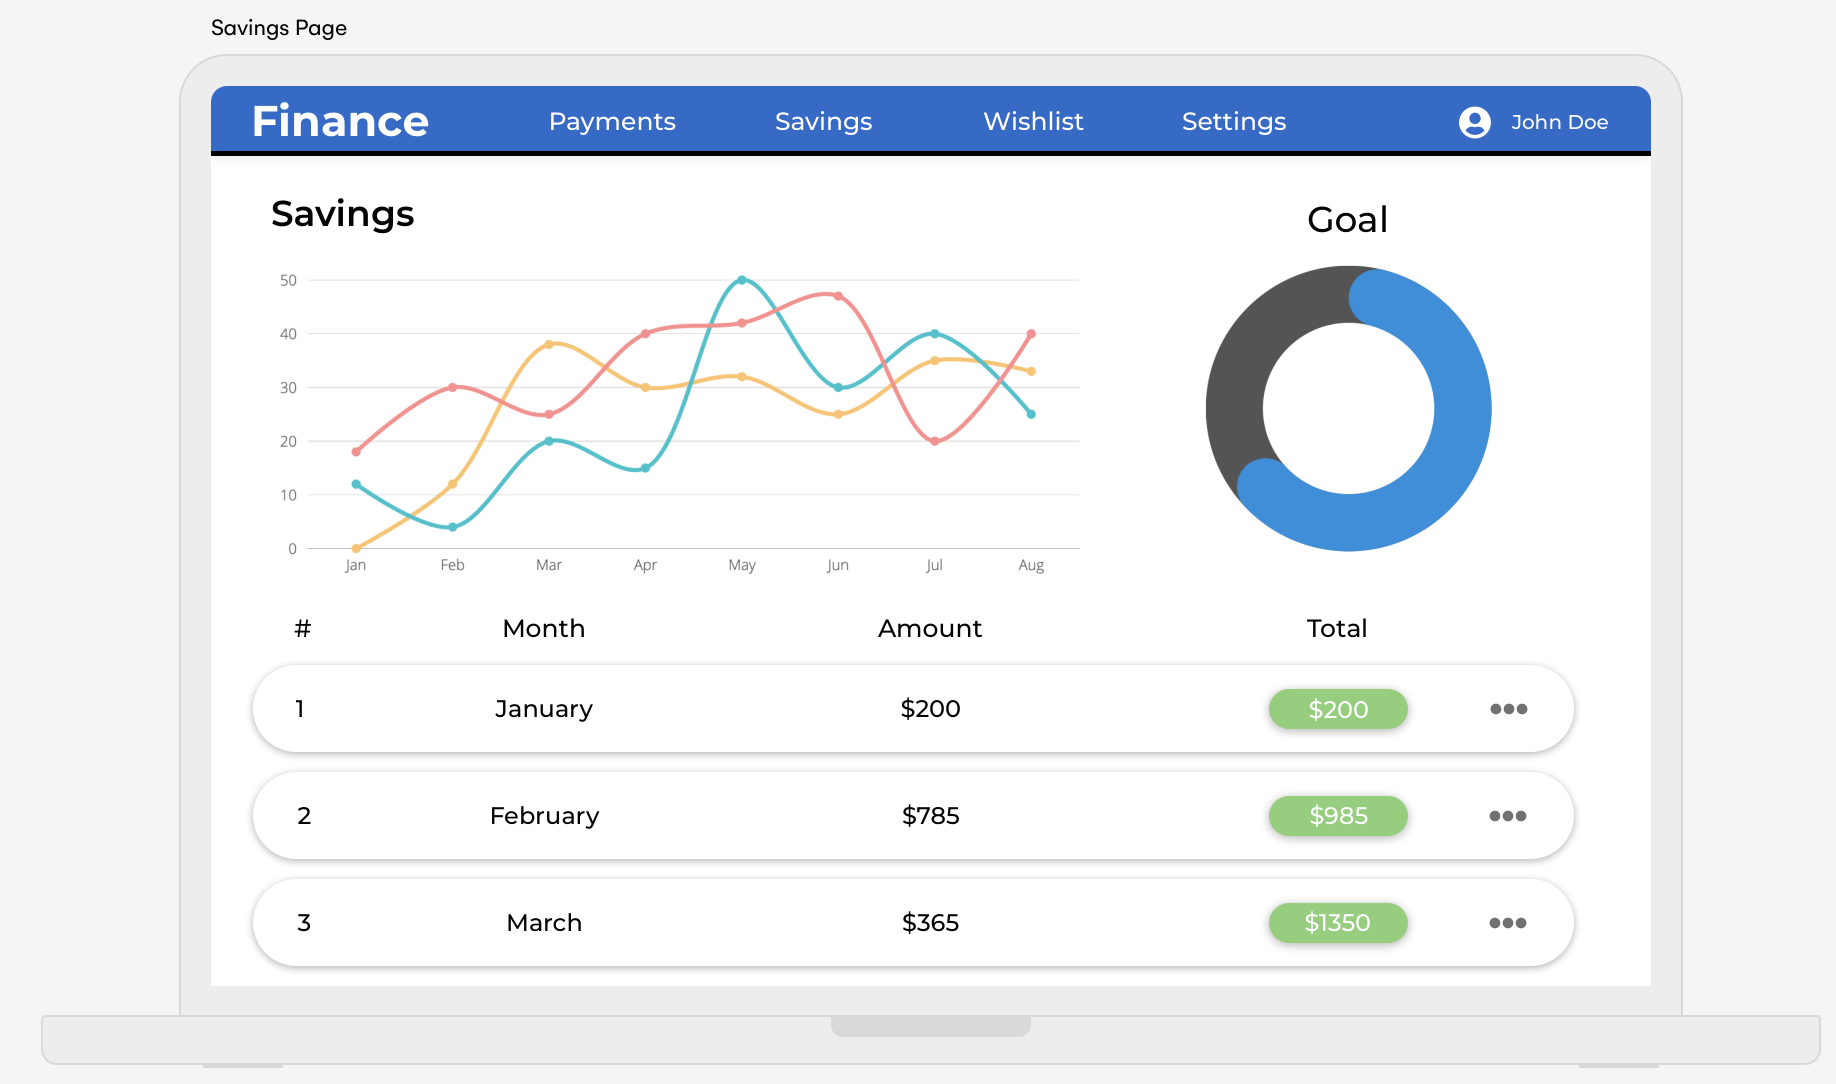 Savings Page
Finance Payments Savings Wishlist Settings John Doe
Savings
Goal
50
40
30
20
10
0
Jan Feb Mar Apr May Jun Jul Aug
# Month Amount Total
1 January $200 $200
2 February $785 $985
3 March $365 $1350